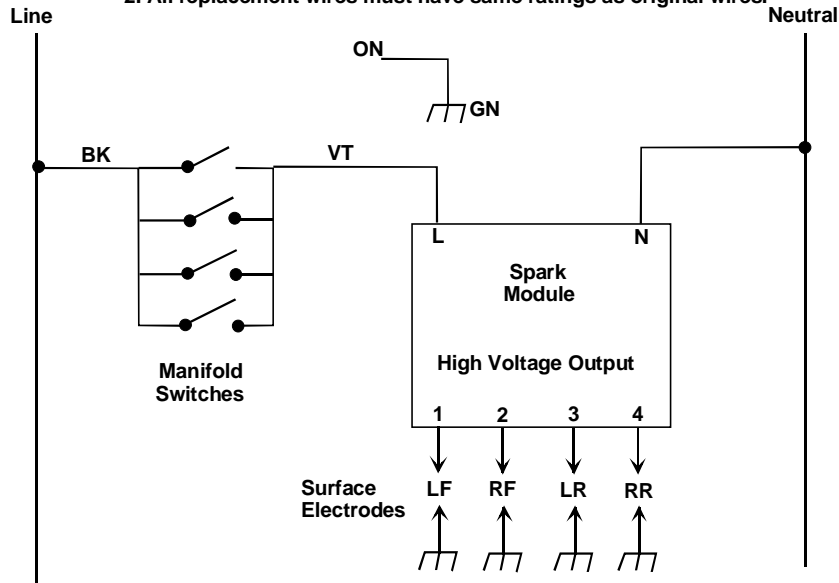 2. All replacement wires must have same ratings as original wires.
Line
Neutral
ON
GN
BK
VT
L
N
Spark
Module
High Voltage Output
Manifold
Switches
1 2 3 4
Surface
Electrodes
LF RF LR RR